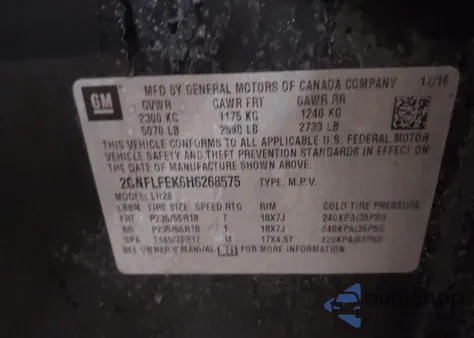 MFD BY GENERAL MOTORS OF CANADA COMPANY 12/16
GM
GVWR GAWR FRT GAWR RR
2300 KG 1175 KG 1240 KG
5070 LB 2590 LB 2733 LB
THIS VEHICLE CONFORMS TO ALL APPLICABLE U.S. FEDERAL MOTOR
VEHICLE SAFETY AND THEFT PREVENTION STANDARDS IN EFFECT ON
THE DATE OF MANUFACTURE SHOWN ABOVE.
2GNFLFEK6H6268575 TYPE: M.P.V.
MODEL: LH26
TIRE SIZE SPEED RTG RIM COLD TIRE PRESSURE
FRT P235/55R18 T 18X7J 240KPA(35PSI)
RR P235/55R18 T 18X7J 240KPA(35PSI)
SPA T145/70R17 M 17X4.5T 420KPA(60PSI)
SEE OWNER'S MANUAL FOR ADDITIONAL INFORMATION.
AutoSnap